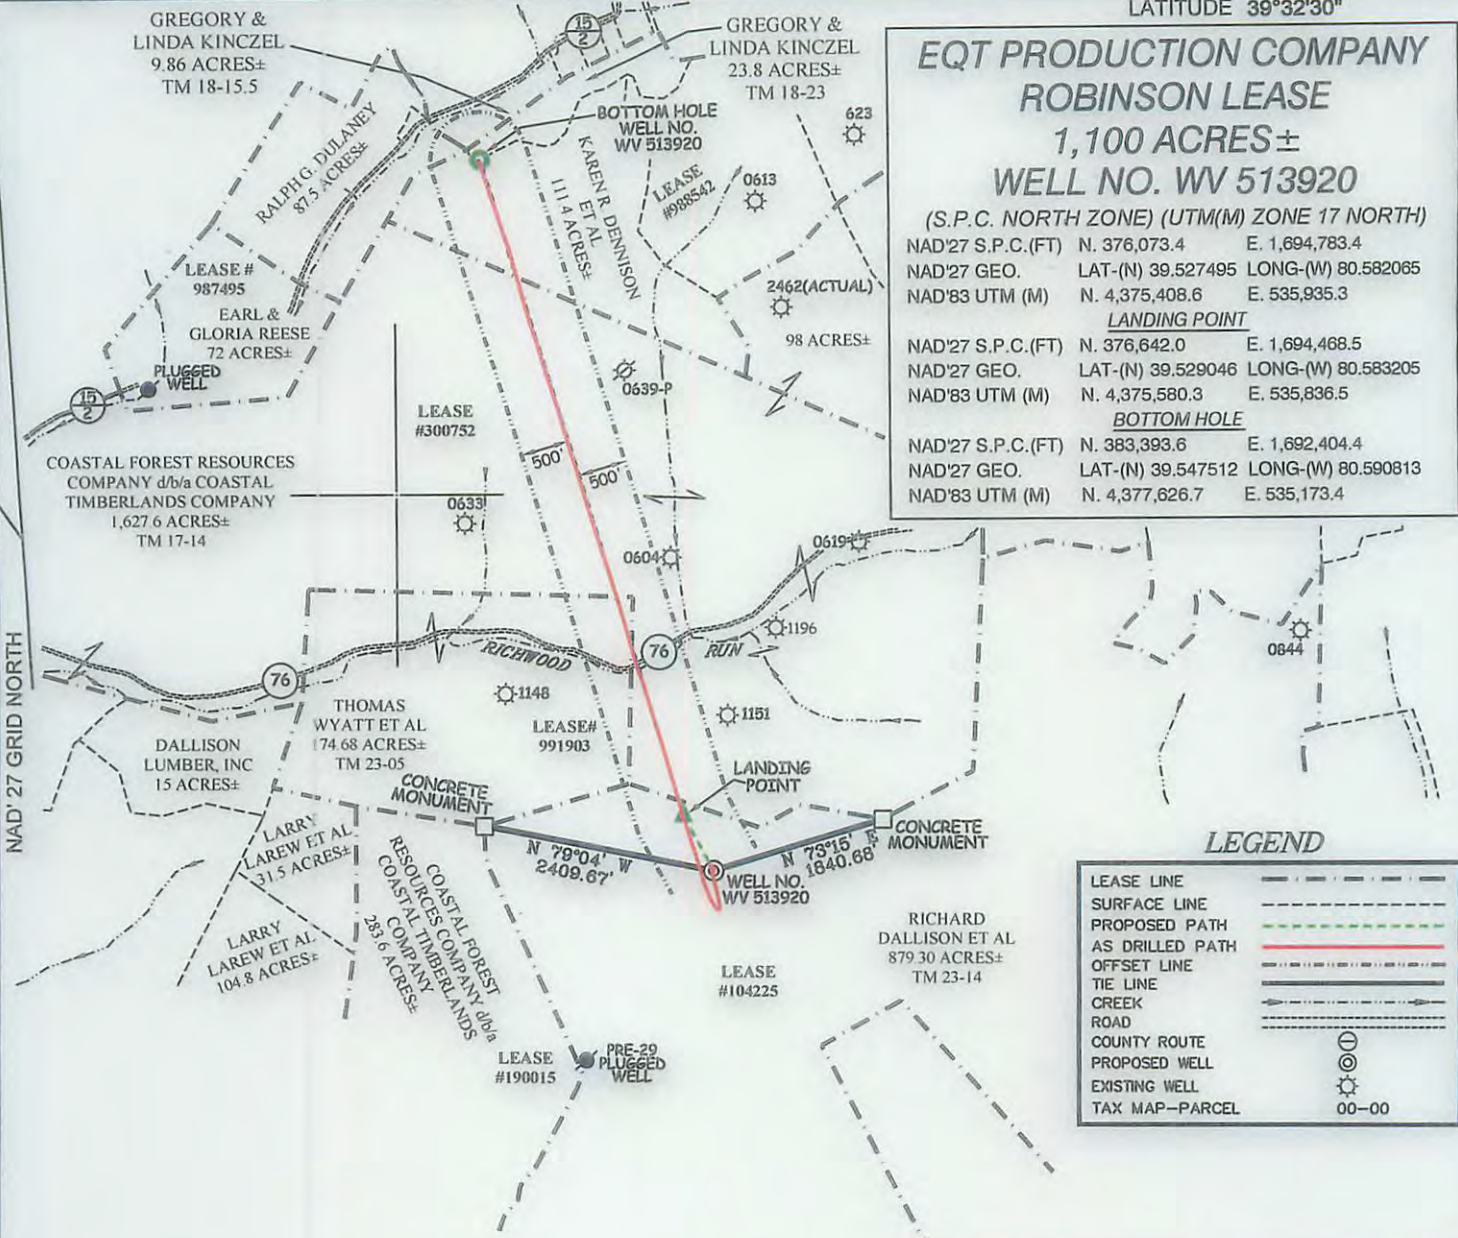 LATITUDE 39°32'30"
GREGORY &
LINDA KINCZEL
9.86 ACRES±
TM 18-15.5
15
2
GREGORY &
LINDA KINCZEL
23.8 ACRES±
TM 18-23
EQT PRODUCTION COMPANY
ROBINSON LEASE
1,100 ACRES±
WELL NO. WV 513920
(S.P.C. NORTH ZONE) (UTM(M) ZONE 17 NORTH)
NAD'27 S.P.C.(FT) N. 376,073.4 E. 1,694,783.4
NAD'27 GEO. LAT-(N) 39.527495 LONG-(W) 80.582065
NAD'83 UTM (M) N. 4,375,408.6 E. 535,935.3
LANDING POINT
NAD'27 S.P.C.(FT) N. 376,642.0 E. 1,694,468.5
NAD'27 GEO. LAT-(N) 39.529046 LONG-(W) 80.583205
NAD'83 UTM (M) N. 4,375,580.3 E. 535,836.5
BOTTOM HOLE
NAD'27 S.P.C.(FT) N. 383,393.6 E. 1,692,404.4
NAD'27 GEO. LAT-(N) 39.547512 LONG-(W) 80.590813
NAD'83 UTM (M) N. 4,377,626.7 E. 535,173.4
BOTTOM HOLE
WELL NO.
WV 513920
623
RALPH G. DULANEY
87.5 ACRES±
KAREN R. DENNISON
ET AL
111.4 ACRES±
LEASE
#988542
0613
LEASE #
987495
EARL &
GLORIA REESE
72 ACRES±
2462(ACTUAL)
98 ACRES±
PLUGGED
WELL
15
2
0639-P
LEASE
#300752
COASTAL FOREST RESOURCES
COMPANY d/b/a COASTAL
TIMBERLANDS COMPANY
1,627.6 ACRES±
TM 17-14
500'
500'
0633
0604
0619
NAD'27 GRID NORTH
76
RICHWOOD
76
RUN
1196
0844
1148
1151
THOMAS
WYATT ET AL
174.68 ACRES±
TM 23-05
LEASE#
991903
DALLISON
LUMBER, INC
15 ACRES±
CONCRETE
MONUMENT
LANDING
POINT
CONCRETE
MONUMENT
LARRY
LAREW ET AL
31.5 ACRES±
N 79°04' W
2409.67'
N 73°15' E
1840.68'
WELL NO.
WV 513920
LARRY
LAREW ET AL
104.8 ACRES±
COASTAL FOREST
RESOURCES COMPANY d/b/a
COASTAL TIMBERLANDS
COMPANY
283.6 ACRES±
RICHARD
DALLISON ET AL
879.30 ACRES±
TM 23-14
LEASE
#104225
LEASE
#190015
PRE-29
PLUGGED
WELL
LEGEND
LEASE LINE
SURFACE LINE
PROPOSED PATH
AS DRILLED PATH
OFFSET LINE
TIE LINE
CREEK
ROAD
COUNTY ROUTE
PROPOSED WELL
EXISTING WELL
TAX MAP-PARCEL 00-00